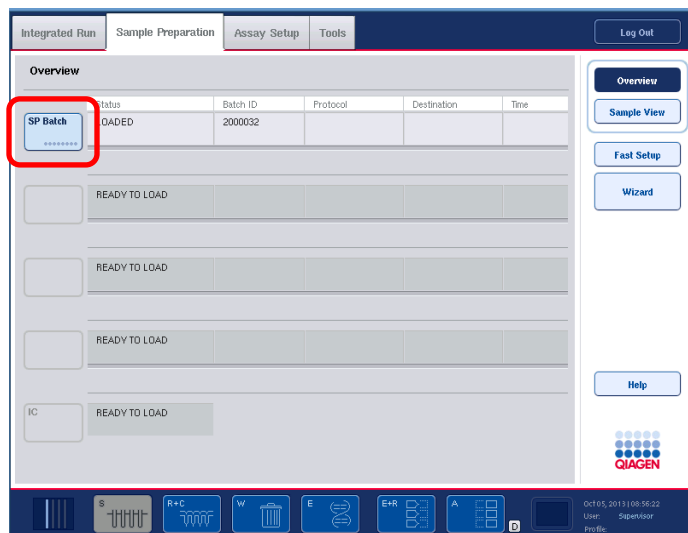 Integrated Run
Sample Preparation
Assay Setup
Tools
Log Out
Overview
Status
Batch ID
Protocol
Destination
Time
SP Batch
LOADED
2000032
READY TO LOAD
READY TO LOAD
READY TO LOAD
IC
READY TO LOAD
Overview
Sample View
Fast Setup
Wizard
Help
QIAGEN
S
R+C
W
E
E+R
A
D
Oct 05, 2013 | 08:56:22
User: Supervisor
Profile: